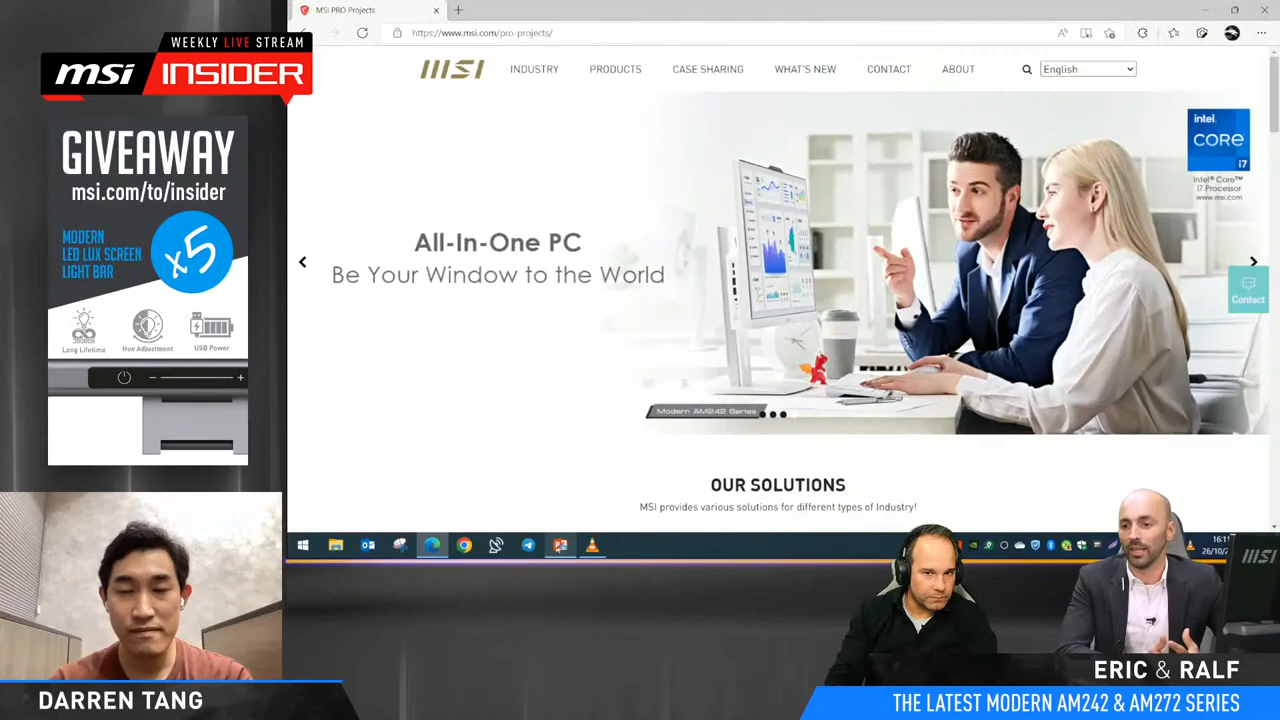 WEEKLY LIVE STREAM
msi INSIDER
GIVEAWAY
msi.com/to/insider
MODERN
LED LUX SCREEN
LIGHT BAR
x5
Long Lifetime
Hue Adjustment
USB Power
MSI PRO Projects
https://www.msi.com/pro-projects/
msi
INDUSTRY
PRODUCTS
CASE SHARING
WHAT'S NEW
CONTACT
ABOUT
English
intel
CORE
i7
Intel® Core™
i7 Processor
www.msi.com
All-In-One PC
Be Your Window to the World
Contact
Modern AM242 Series
OUR SOLUTIONS
MSI provides various solutions for different types of Industry!
16:11
msi
DARREN TANG
ERIC & RALF
THE LATEST MODERN AM242 & AM272 SERIES